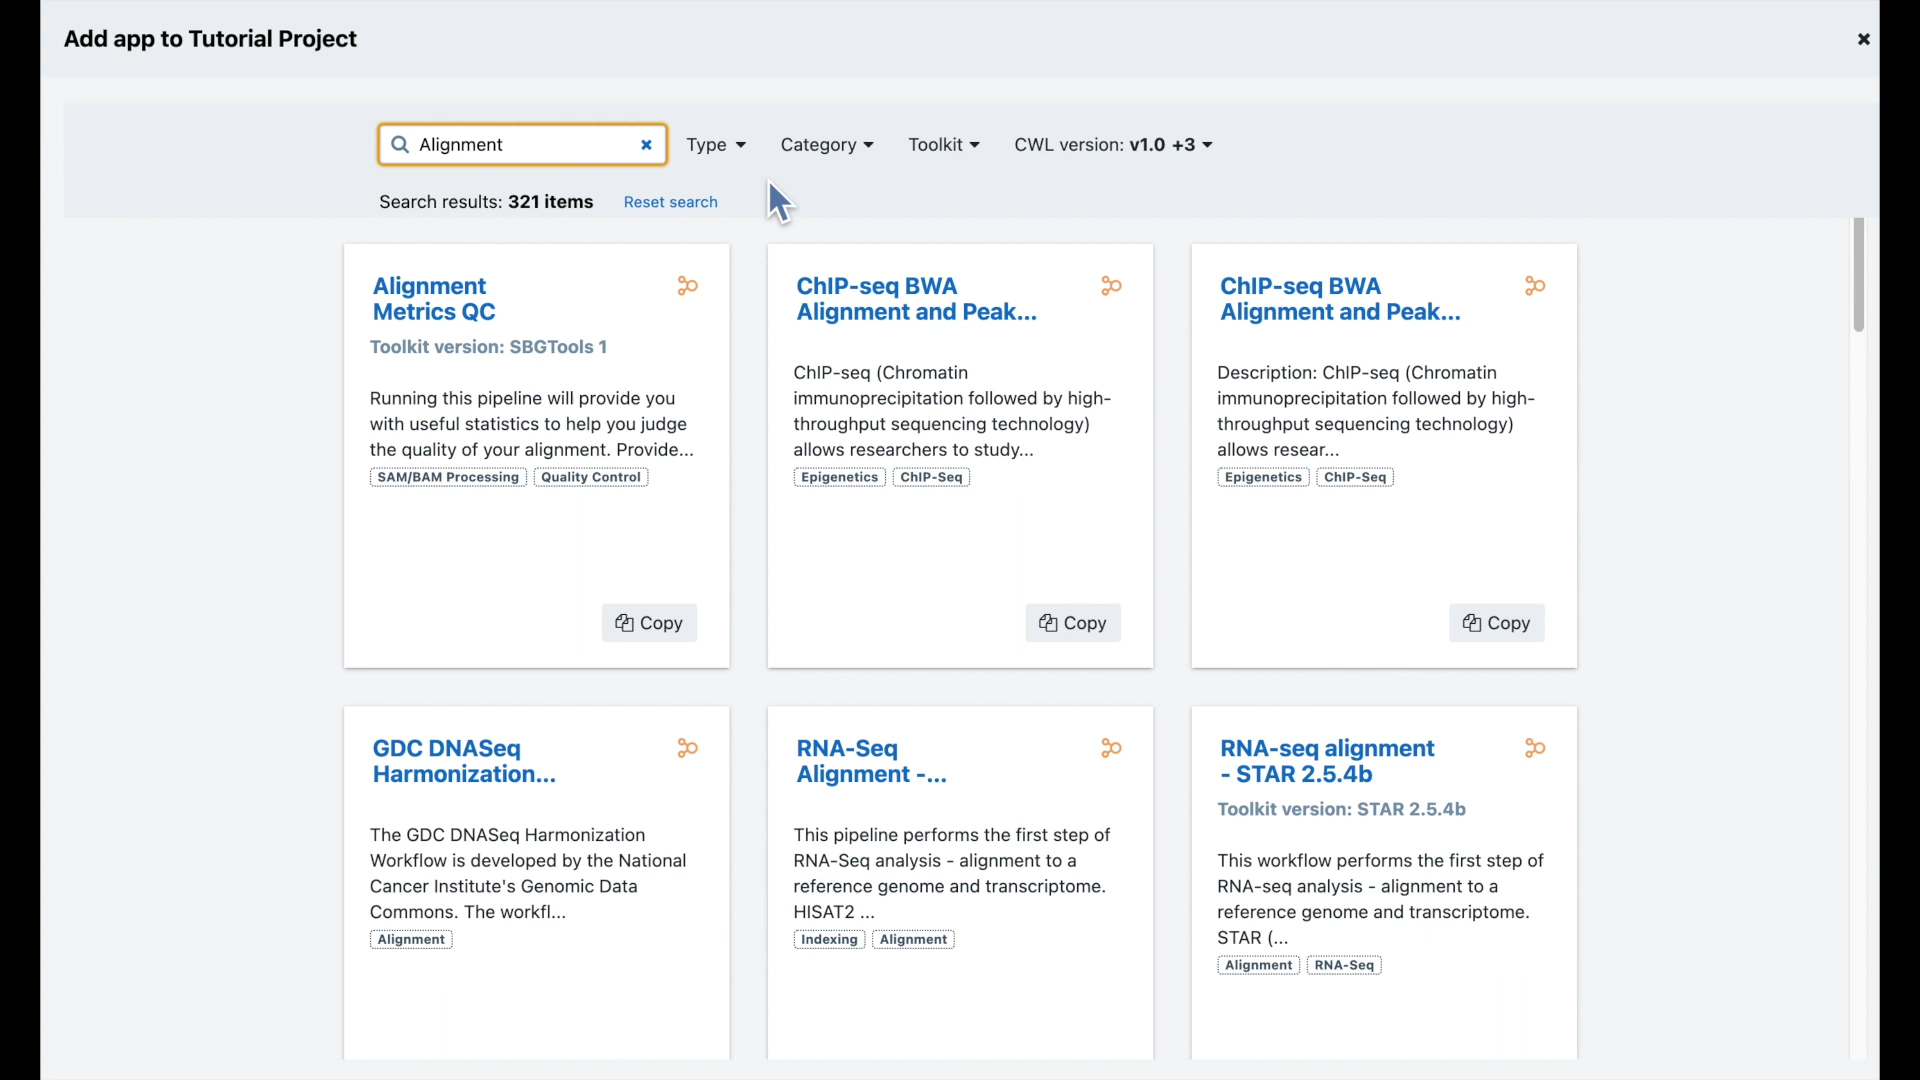 Add app to Tutorial Project
Alignment
Type
Category
Toolkit
CWL version: v1.0 +3
Search results: 321 items
Reset search
Alignment
Metrics QC
Toolkit version: SBGTools 1
Running this pipeline will provide you
with useful statistics to help you judge
the quality of your alignment. Provide...
SAM/BAM Processing
Quality Control
Copy
ChIP-seq BWA
Alignment and Peak...
ChIP-seq (Chromatin
immunoprecipitation followed by high-
throughput sequencing technology)
allows researchers to study...
Epigenetics
ChIP-Seq
Copy
ChIP-seq BWA
Alignment and Peak...
Description: ChIP-seq (Chromatin
immunoprecipitation followed by high-
throughput sequencing technology)
allows resear...
Epigenetics
ChIP-Seq
Copy
GDC DNASeq
Harmonization...
The GDC DNASeq Harmonization
Workflow is developed by the National
Cancer Institute's Genomic Data
Commons. The workfl...
Alignment
RNA-Seq
Alignment -...
This pipeline performs the first step of
RNA-Seq analysis - alignment to a
reference genome and transcriptome.
HISAT2 ...
Indexing
Alignment
RNA-seq alignment
- STAR 2.5.4b
Toolkit version: STAR 2.5.4b
This workflow performs the first step of
RNA-seq analysis - alignment to a
reference genome and transcriptome.
STAR (...
Alignment
RNA-Seq